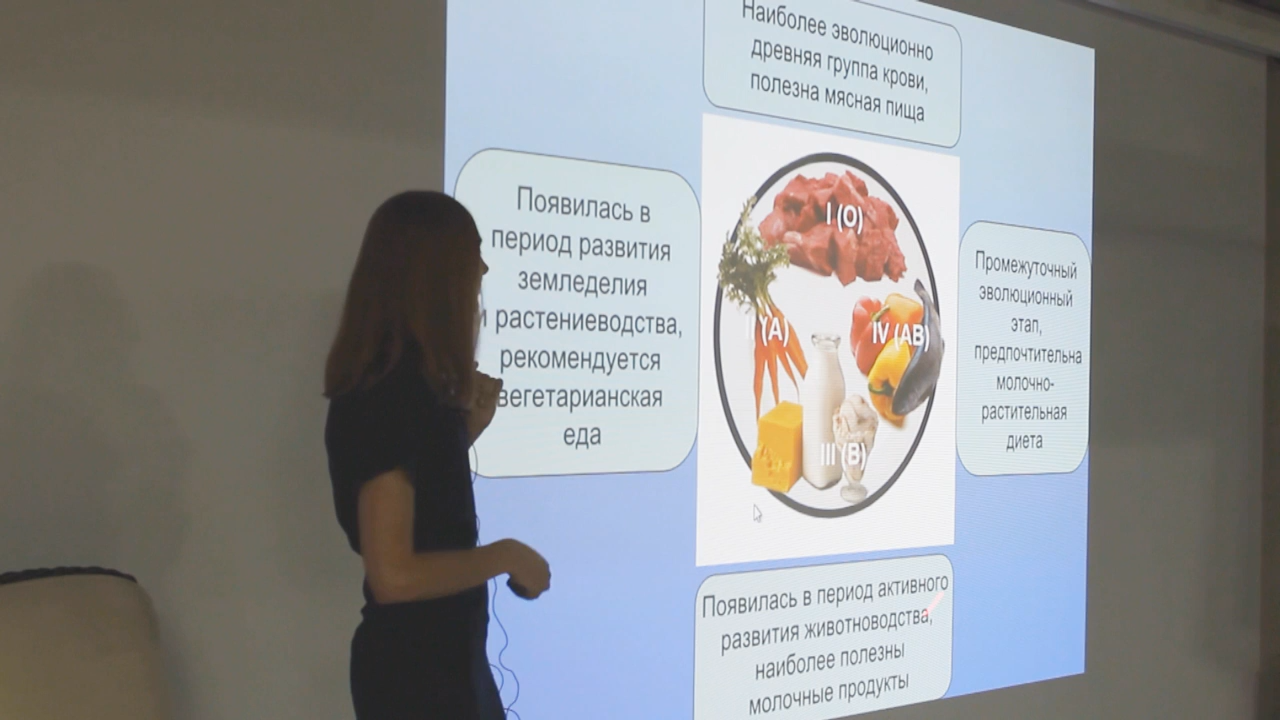 Наиболее эволюционно
древняя группа крови,
полезна мясная пища
Появилась в
период развития
земледелия
и растениеводства,
рекомендуется
вегетарианская
еда
I (O)
II (A)
IV (AB)
III (B)
Промежуточный
эволюционный
этап,
предпочтительна
молочно-
растительная
диета
Появилась в период активного
развития животноводства,
наиболее полезны
молочные продукты